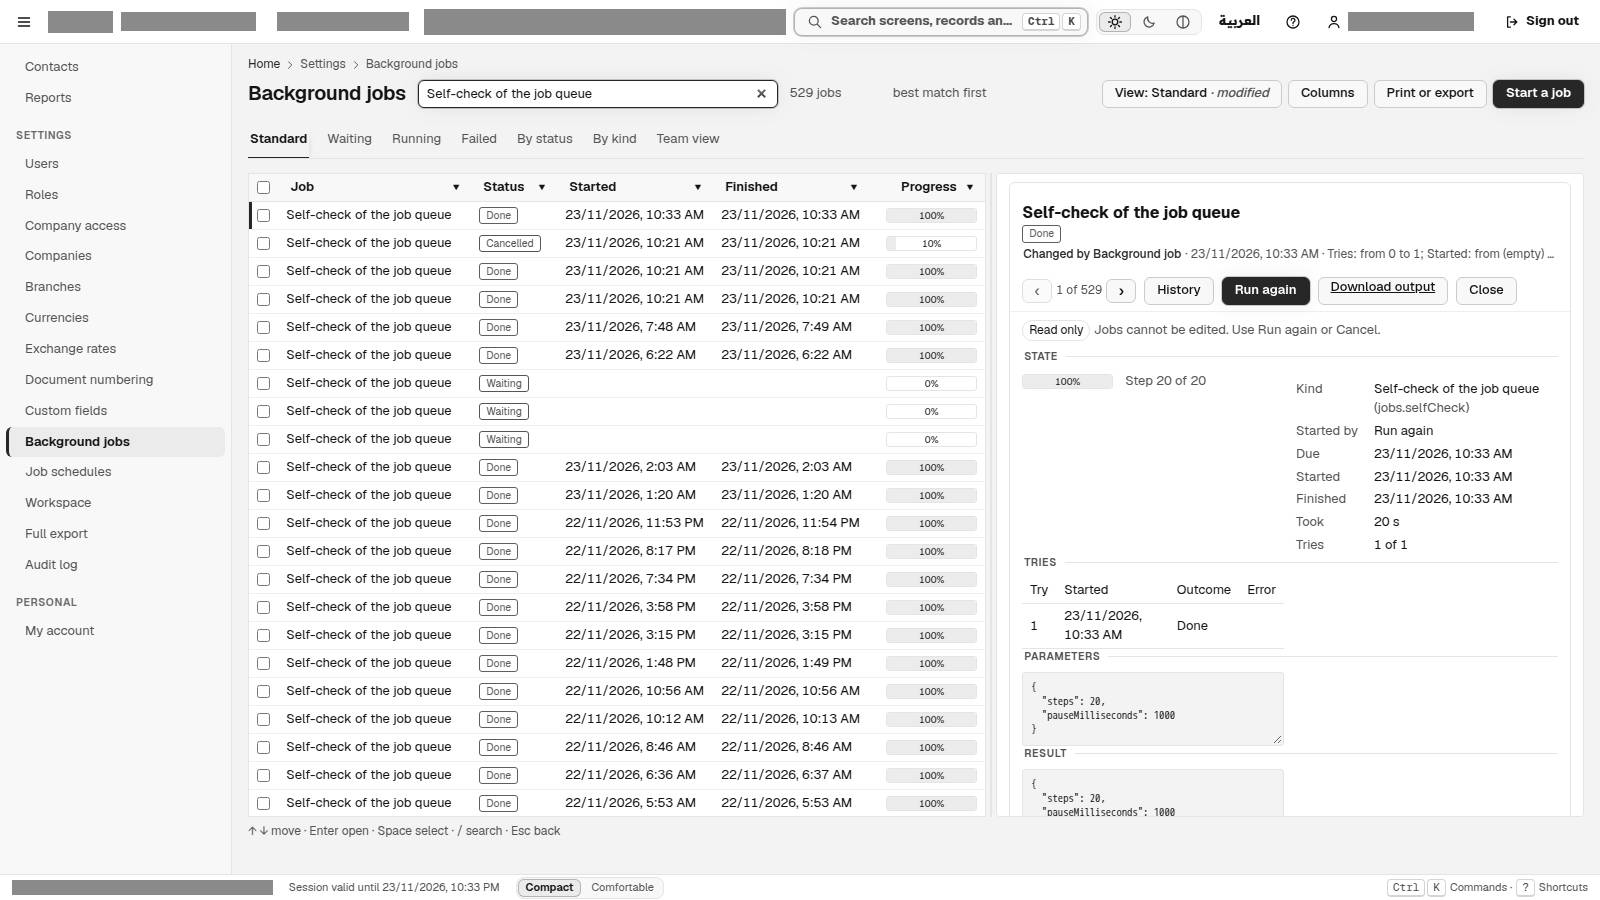 Search screens, records an... Ctrl K
العربية
Sign out
Contacts
Reports
SETTINGS
Users
Roles
Company access
Companies
Branches
Currencies
Exchange rates
Document numbering
Custom fields
Background jobs
Job schedules
Workspace
Full export
Audit log
PERSONAL
My account
Home > Settings > Background jobs
Background jobs
Self-check of the job queue
529 jobs
best match first
View: Standard · modified
Columns
Print or export
Start a job
Standard Waiting Running Failed By status By kind Team view
Job Status Started Finished Progress
Self-check of the job queue Done 23/11/2026, 10:33 AM 23/11/2026, 10:33 AM 100%
Self-check of the job queue Cancelled 23/11/2026, 10:21 AM 23/11/2026, 10:21 AM 10%
Self-check of the job queue Done 23/11/2026, 10:21 AM 23/11/2026, 10:21 AM 100%
Self-check of the job queue Done 23/11/2026, 10:21 AM 23/11/2026, 10:21 AM 100%
Self-check of the job queue Done 23/11/2026, 7:48 AM 23/11/2026, 7:49 AM 100%
Self-check of the job queue Done 23/11/2026, 6:22 AM 23/11/2026, 6:22 AM 100%
Self-check of the job queue Waiting 0%
Self-check of the job queue Waiting 0%
Self-check of the job queue Waiting 0%
Self-check of the job queue Done 23/11/2026, 2:03 AM 23/11/2026, 2:03 AM 100%
Self-check of the job queue Done 23/11/2026, 1:20 AM 23/11/2026, 1:20 AM 100%
Self-check of the job queue Done 22/11/2026, 11:53 PM 22/11/2026, 11:54 PM 100%
Self-check of the job queue Done 22/11/2026, 8:17 PM 22/11/2026, 8:18 PM 100%
Self-check of the job queue Done 22/11/2026, 7:34 PM 22/11/2026, 7:34 PM 100%
Self-check of the job queue Done 22/11/2026, 3:58 PM 22/11/2026, 3:58 PM 100%
Self-check of the job queue Done 22/11/2026, 3:15 PM 22/11/2026, 3:15 PM 100%
Self-check of the job queue Done 22/11/2026, 1:48 PM 22/11/2026, 1:49 PM 100%
Self-check of the job queue Done 22/11/2026, 10:56 AM 22/11/2026, 10:56 AM 100%
Self-check of the job queue Done 22/11/2026, 10:12 AM 22/11/2026, 10:13 AM 100%
Self-check of the job queue Done 22/11/2026, 8:46 AM 22/11/2026, 8:46 AM 100%
Self-check of the job queue Done 22/11/2026, 6:36 AM 22/11/2026, 6:37 AM 100%
Self-check of the job queue Done 22/11/2026, 5:53 AM 22/11/2026, 5:53 AM 100%
↑↓ move · Enter open · Space select · / search · Esc back
Self-check of the job queue
Done
Changed by Background job · 23/11/2026, 10:33 AM · Tries: from 0 to 1; Started: from (empty) ...
‹ 1 of 529 › History Run again Download output Close
Read only Jobs cannot be edited. Use Run again or Cancel.
STATE
100% Step 20 of 20
Kind Self-check of the job queue
(jobs.selfCheck)
Started by Run again
Due 23/11/2026, 10:33 AM
Started 23/11/2026, 10:33 AM
Finished 23/11/2026, 10:33 AM
Took 20 s
Tries 1 of 1
TRIES
Try Started Outcome Error
1 23/11/2026, 10:33 AM Done
PARAMETERS
{
"steps": 20,
"pauseMilliseconds": 1000
}
RESULT
{
"steps": 20,
"pauseMilliseconds": 1000
Session valid until 23/11/2026, 10:33 PM
Compact Comfortable
Ctrl K Commands · ? Shortcuts